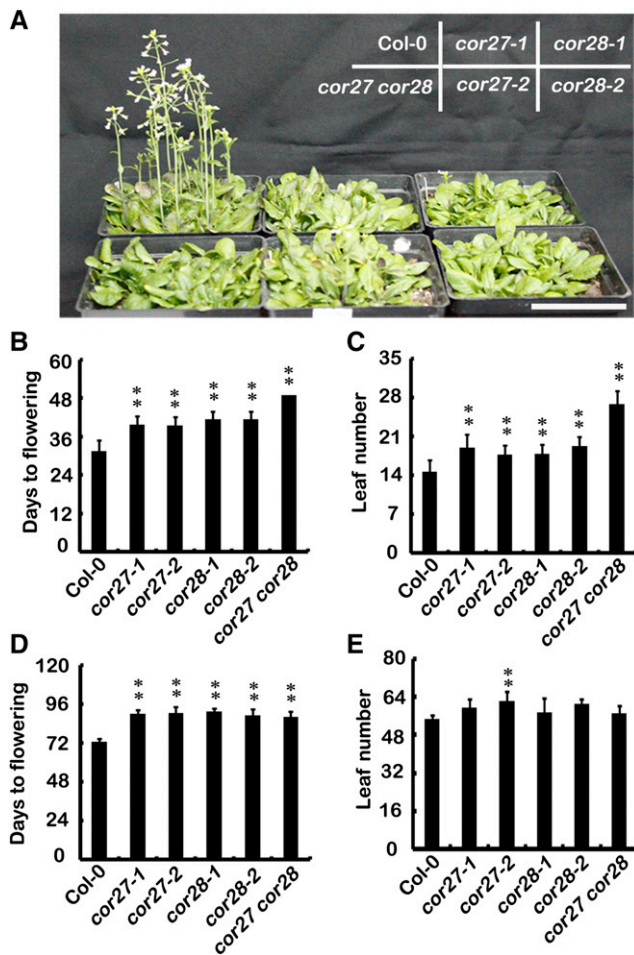 A
Col-0 cor27-1 cor28-1
cor27 cor28 cor27-2 cor28-2
B
Days to flowering
60
48
36
24
12
0
** ** ** ** **
Col-0 cor27-1 cor27-2 cor28-1 cor28-2 cor27 cor28
C
Leaf number
35
28
21
14
7
0
** ** ** ** **
Col-0 cor27-1 cor27-2 cor28-1 cor28-2 cor27 cor28
D
Days to flowering
120
96
72
48
24
0
** ** ** ** **
Col-0 cor27-1 cor27-2 cor28-1 cor28-2 cor27 cor28
E
Leaf number
80
64
48
32
16
0
**
Col-0 cor27-1 cor27-2 cor28-1 cor28-2 cor27 cor28